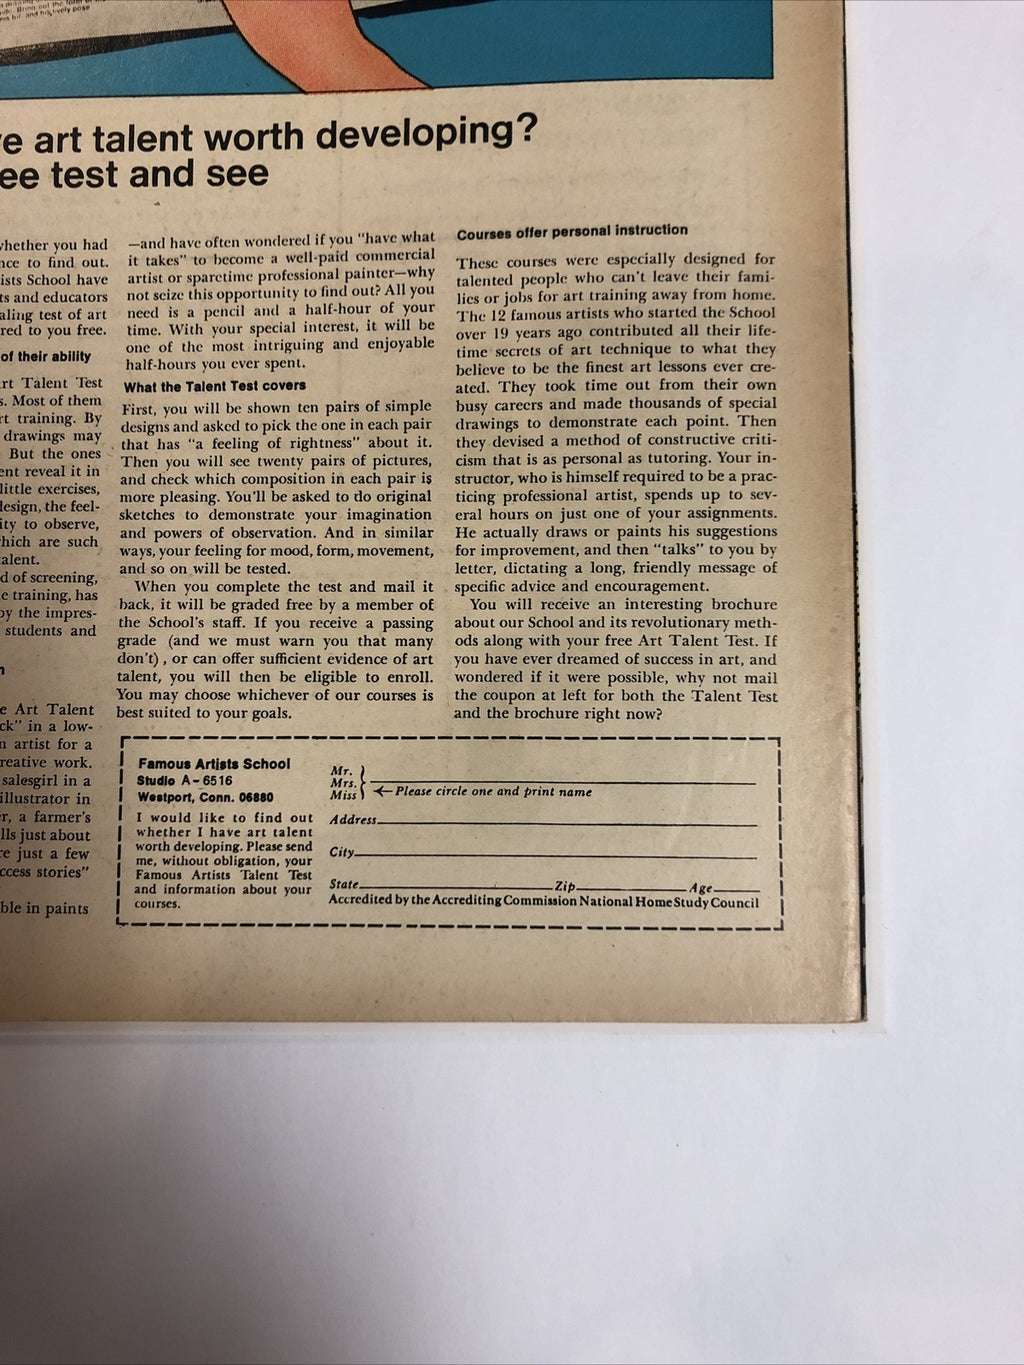 and his lively pose
e art talent worth developing?
ee test and see
whether you had
nce to find out.
ists School have
ts and educators
aling test of art
red to you free.
of their ability
rt Talent Test
s. Most of them
rt training. By
drawings may
But the ones
ent reveal it in
little exercises,
design, the feel-
ity to observe,
hich are such
alent.
d of screening,
e training, has
by the impres-
students and
n
e Art Talent
ck" in a low-
n artist for a
reative work.
salesgirl in a
illustrator in
r, a farmer's
lls just about
re just a few
ccess stories"
ble in paints
—and have often wondered if you "have what
it takes" to become a well-paid commercial
artist or sparetime professional painter—why
not seize this opportunity to find out? All you
need is a pencil and a half-hour of your
time. With your special interest, it will be
one of the most intriguing and enjoyable
half-hours you ever spent.
What the Talent Test covers
First, you will be shown ten pairs of simple
designs and asked to pick the one in each pair
that has "a feeling of rightness" about it.
Then you will see twenty pairs of pictures,
and check which composition in each pair is
more pleasing. You'll be asked to do original
sketches to demonstrate your imagination
and powers of observation. And in similar
ways, your feeling for mood, form, movement,
and so on will be tested.
When you complete the test and mail it
back, it will be graded free by a member of
the School's staff. If you receive a passing
grade (and we must warn you that many
don't), or can offer sufficient evidence of art
talent, you will then be eligible to enroll.
You may choose whichever of our courses is
best suited to your goals.
Courses offer personal instruction
These courses were especially designed for
talented people who can't leave their fami-
lies or jobs for art training away from home.
The 12 famous artists who started the School
over 19 years ago contributed all their life-
time secrets of art technique to what they
believe to be the finest art lessons ever cre-
ated. They took time out from their own
busy careers and made thousands of special
drawings to demonstrate each point. Then
they devised a method of constructive criti-
cism that is as personal as tutoring. Your in-
structor, who is himself required to be a prac-
ticing professional artist, spends up to sev-
eral hours on just one of your assignments.
He actually draws or paints his suggestions
for improvement, and then "talks" to you by
letter, dictating a long, friendly message of
specific advice and encouragement.
You will receive an interesting brochure
about our School and its revolutionary meth-
ods along with your free Art Talent Test. If
you have ever dreamed of success in art, and
wondered if it were possible, why not mail
the coupon at left for both the Talent Test
and the brochure right now?
Famous Artists School
Studio A-6516
Westport, Conn. 06880
I would like to find out
whether I have art talent
worth developing. Please send
me, without obligation, your
Famous Artists Talent Test
and information about your
courses.
Mr.
Mrs.
Miss ← Please circle one and print name
Address
City
State Zip Age
Accredited by the Accrediting Commission National Home Study Council